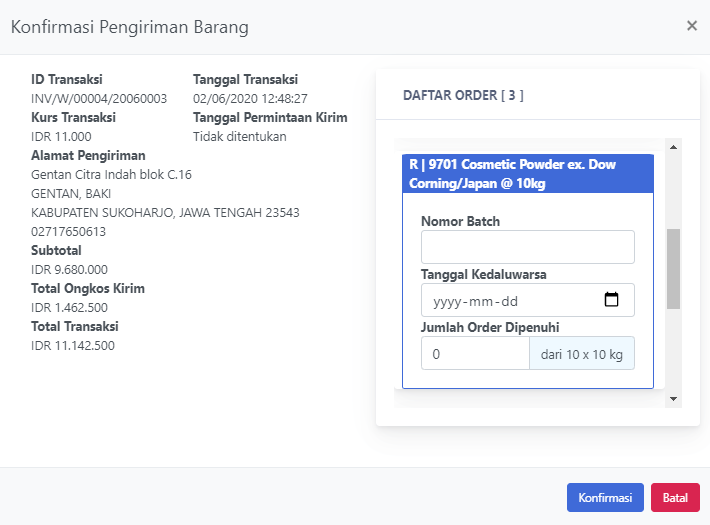 Konfirmasi Pengiriman Barang
×
ID Transaksi
INV/W/00004/20060003
Tanggal Transaksi
02/06/2020 12:48:27
Kurs Transaksi
IDR 11.000
Tanggal Permintaan Kirim
Tidak ditentukan
Alamat Pengiriman
Gentan Citra Indah blok C.16
GENTAN, BAKI
KABUPATEN SUKOHARJO, JAWA TENGAH 23543
02717650613
Subtotal
IDR 9.680.000
Total Ongkos Kirim
IDR 1.462.500
Total Transaksi
IDR 11.142.500
DAFTAR ORDER [ 3 ]
R | 9701 Cosmetic Powder ex. Dow
Corning/Japan @ 10kg
Nomor Batch
Tanggal Kedaluwarsa
yyyy-mm-dd
Jumlah Order Dipenuhi
0
dari 10 x 10 kg
Konfirmasi
Batal